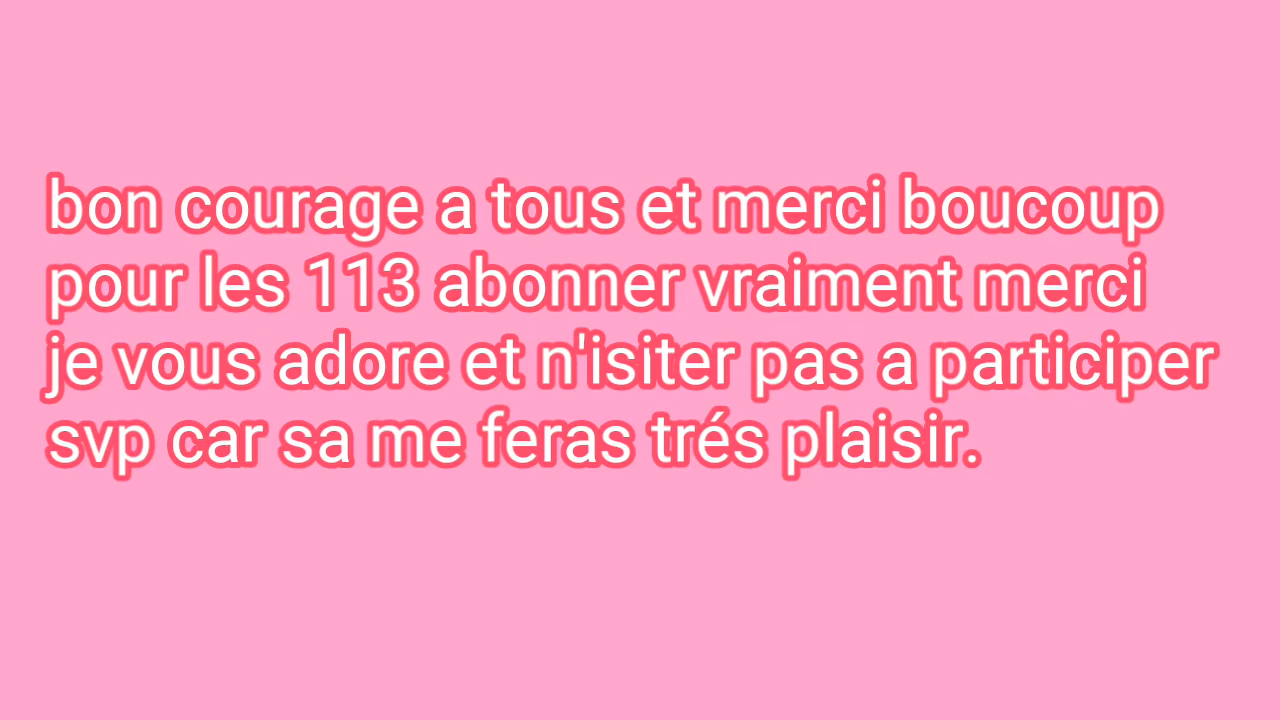 bon courage a tous et merci boucoup
pour les 113 abonner vraiment merci
je vous adore et n'isiter pas a participer
svp car sa me feras trés plaisir.